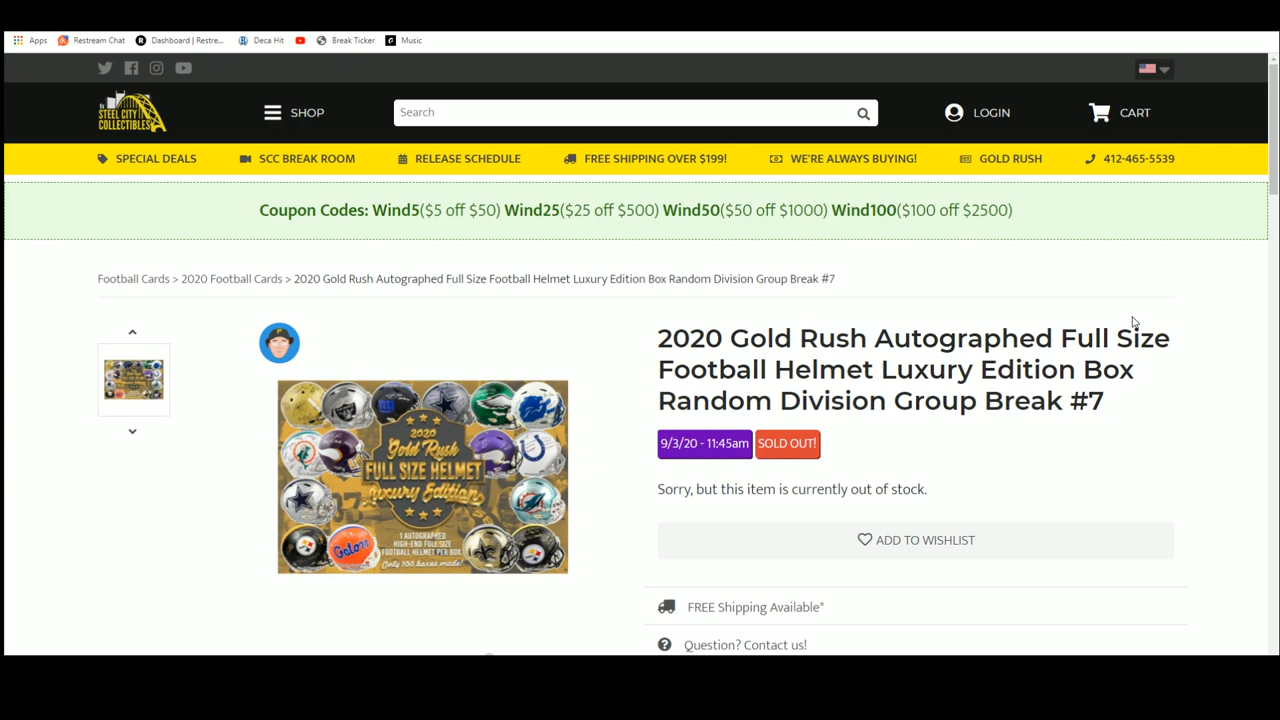 Apps Restream Chat Dashboard | Restre... Deca Hit Break Ticker Music
STEEL CITY
COLLECTIBLES
SHOP
Search
LOGIN
CART
SPECIAL DEALS SCC BREAK ROOM RELEASE SCHEDULE FREE SHIPPING OVER $199! WE'RE ALWAYS BUYING! GOLD RUSH 412-465-5539
Coupon Codes: Wind5($5 off $50) Wind25($25 off $500) Wind50($50 off $1000) Wind100($100 off $2500)
Football Cards > 2020 Football Cards > 2020 Gold Rush Autographed Full Size Football Helmet Luxury Edition Box Random Division Group Break #7
2020
Gold Rush
FULL SIZE HELMET
Luxury Edition
Gators
1 AUTOGRAPHED
HIGH-END FULL SIZE
FOOTBALL HELMET PER BOX
Only 100 boxes made!
2020 Gold Rush Autographed Full Size
Football Helmet Luxury Edition Box
Random Division Group Break #7
9/3/20 - 11:45am SOLD OUT!
Sorry, but this item is currently out of stock.
ADD TO WISHLIST
FREE Shipping Available*
Question? Contact us!